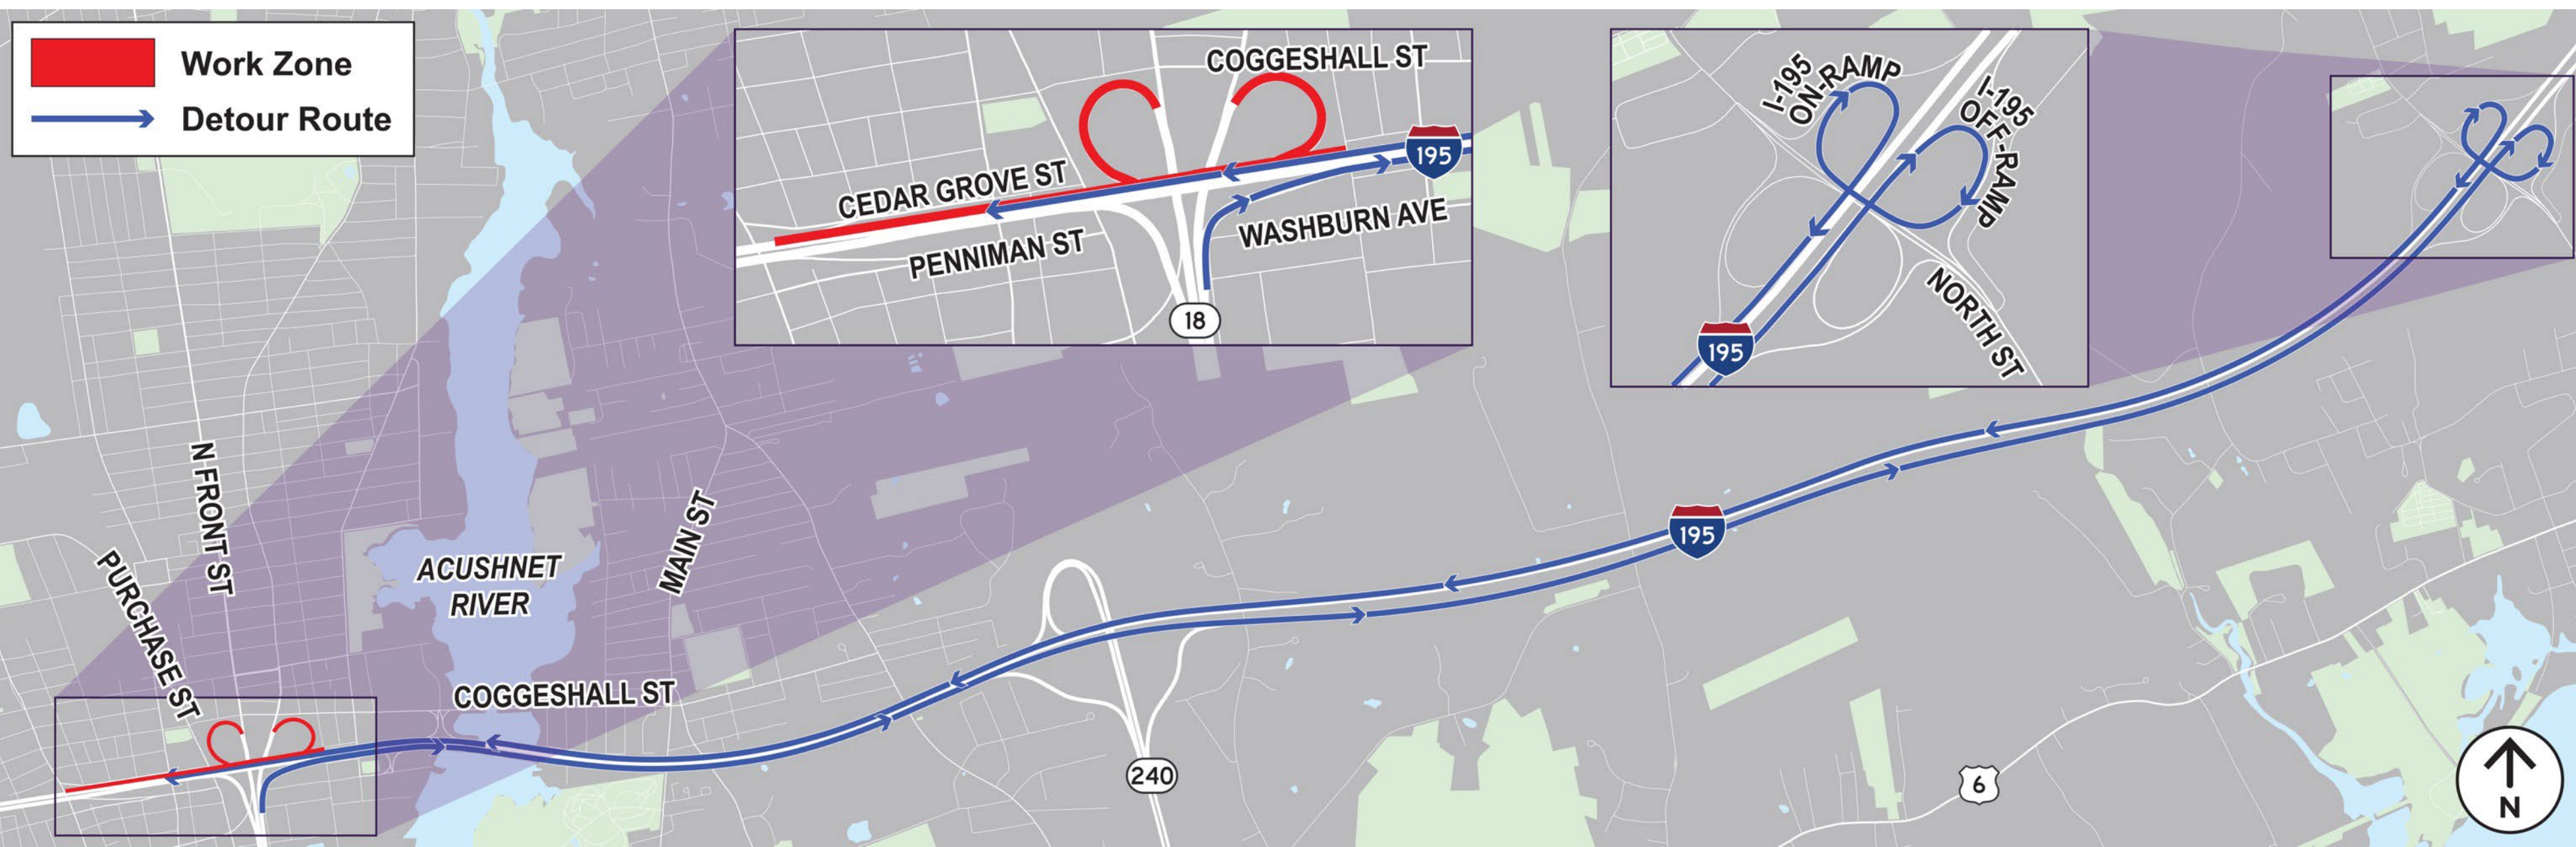 Work Zone
Detour Route
COGGESHALL ST
195
CEDAR GROVE ST
PENNIMAN ST
WASHBURN AVE
18
I-195
ON-RAMP
I-195
OFF-RAMP
NORTH ST
195
N FRONT ST
PURCHASE ST
ACUSHNET
RIVER
MAIN ST
COGGESHALL ST
195
240
6
N